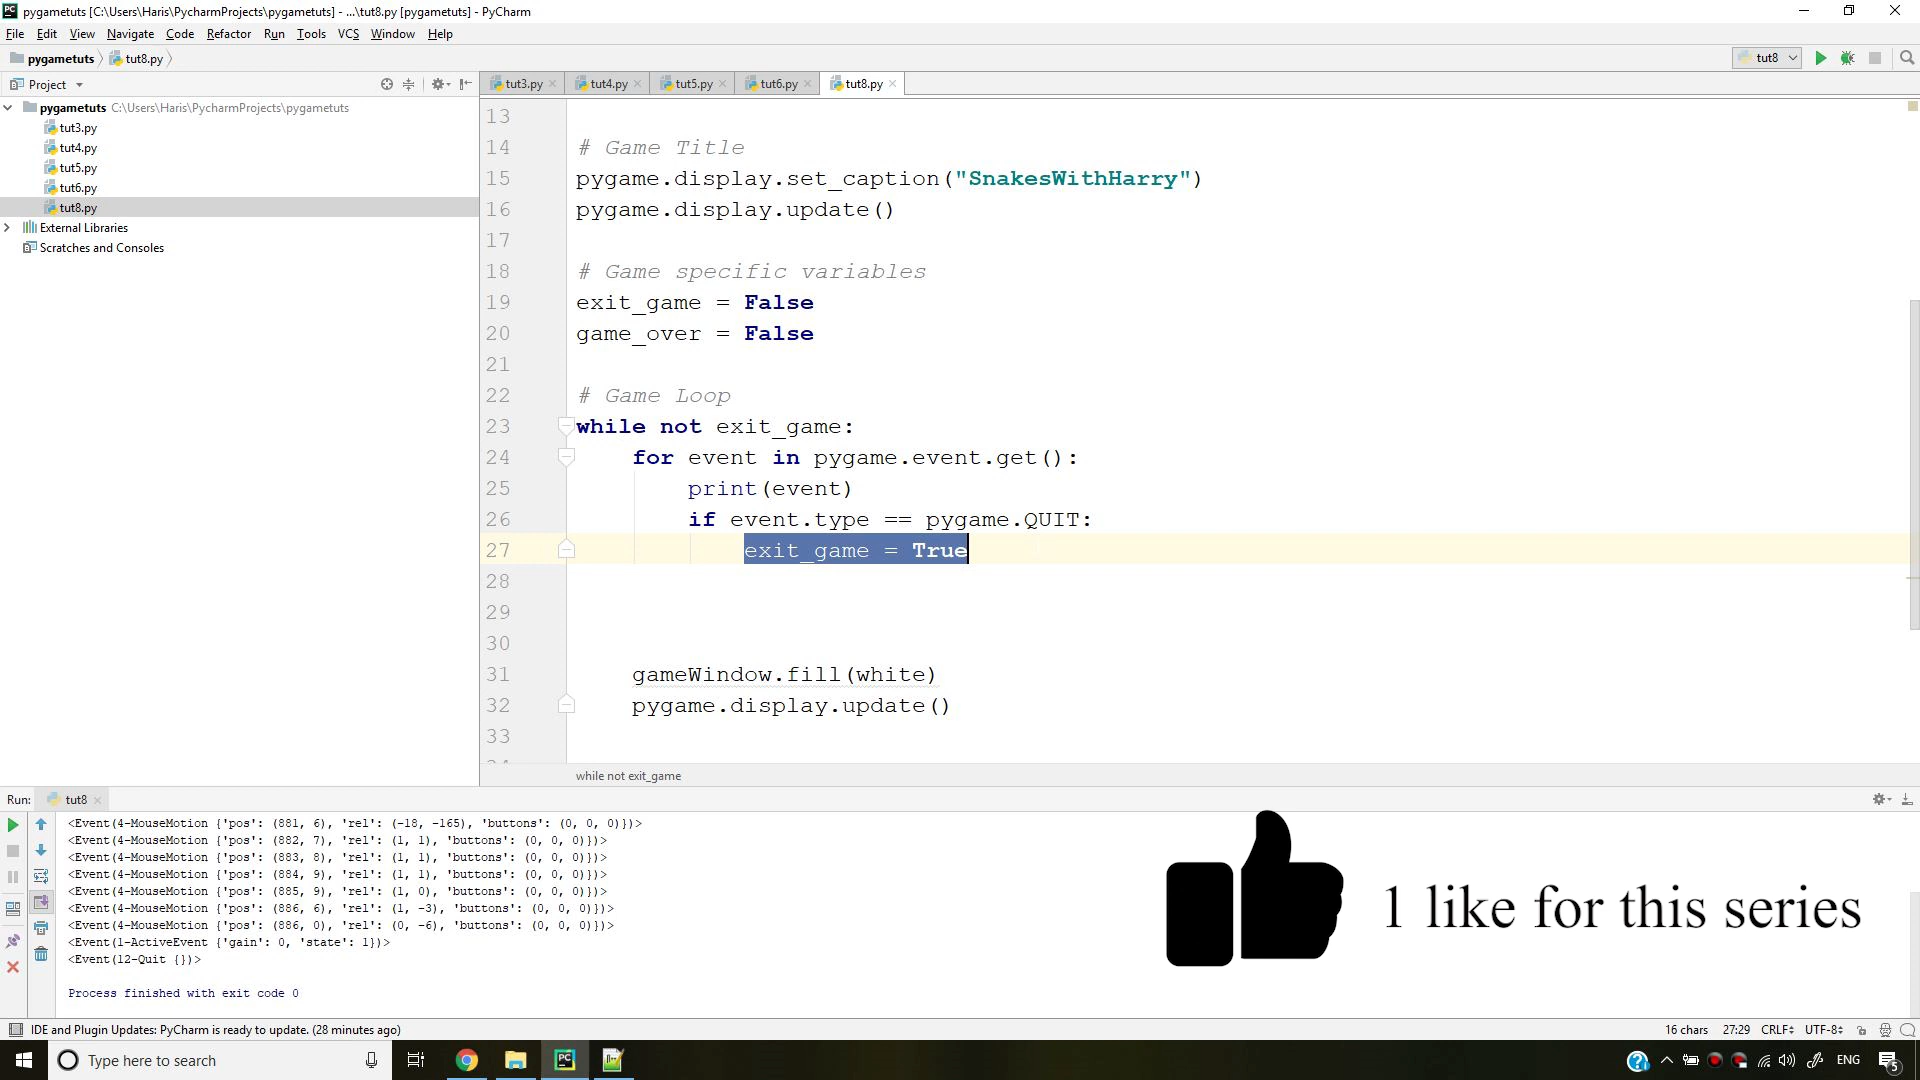 pygametuts [C:\Users\Haris\PycharmProjects\pygametuts] - ...\tut8.py [pygametuts] - PyCharm
File Edit View Navigate Code Refactor Run Tools VCS Window Help
pygametuts tut8.py
tut8
Project
tut3.py tut4.py tut5.py tut6.py tut8.py
pygametuts C:\Users\Haris\PycharmProjects\pygametuts
tut3.py
tut4.py
tut5.py
tut6.py
tut8.py
External Libraries
Scratches and Consoles
13
14 # Game Title
15 pygame.display.set_caption("SnakesWithHarry")
16 pygame.display.update()
17
18 # Game specific variables
19 exit_game = False
20 game_over = False
21
22 # Game Loop
23 while not exit_game:
24 for event in pygame.event.get():
25 print(event)
26 if event.type == pygame.QUIT:
27 exit_game = True
28
29
30
31 gameWindow.fill(white)
32 pygame.display.update()
33
while not exit_game
Run: tut8
<Event(4-MouseMotion {'pos': (881, 6), 'rel': (-18, -165), 'buttons': (0, 0, 0)})>
<Event(4-MouseMotion {'pos': (882, 7), 'rel': (1, 1), 'buttons': (0, 0, 0)})>
<Event(4-MouseMotion {'pos': (883, 8), 'rel': (1, 1), 'buttons': (0, 0, 0)})>
<Event(4-MouseMotion {'pos': (884, 9), 'rel': (1, 1), 'buttons': (0, 0, 0)})>
<Event(4-MouseMotion {'pos': (885, 9), 'rel': (1, 0), 'buttons': (0, 0, 0)})>
<Event(4-MouseMotion {'pos': (886, 6), 'rel': (1, -3), 'buttons': (0, 0, 0)})>
<Event(4-MouseMotion {'pos': (886, 0), 'rel': (0, -6), 'buttons': (0, 0, 0)})>
<Event(1-ActiveEvent {'gain': 0, 'state': 1})>
<Event(12-Quit {})>
Process finished with exit code 0
1 like for this series
IDE and Plugin Updates: PyCharm is ready to update. (28 minutes ago)
16 chars 27:29 CRLF UTF-8
Type here to search
ENG
5